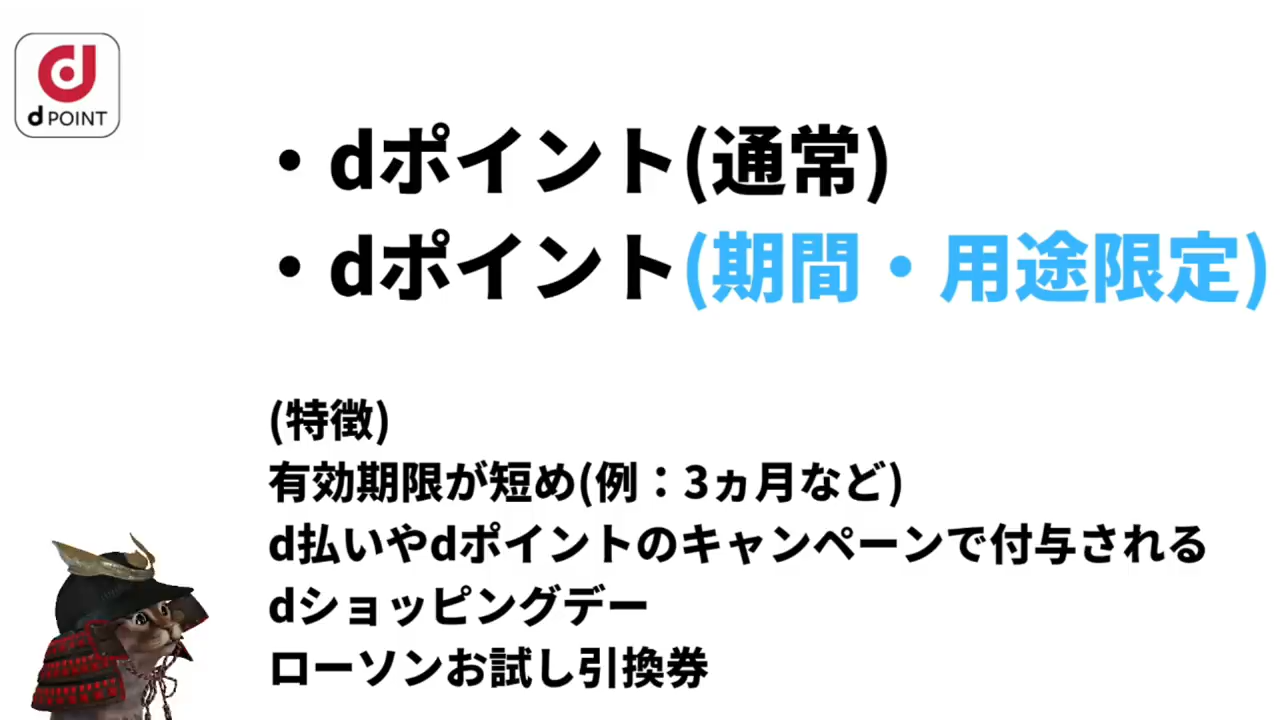 d POINT
・dポイント(通常)
・dポイント(期間・用途限定)
(特徴)
有効期限が短め(例：3ヵ月など)
d払いやdポイントのキャンペーンで付与される
dショッピングデー
ローソンお試し引換券